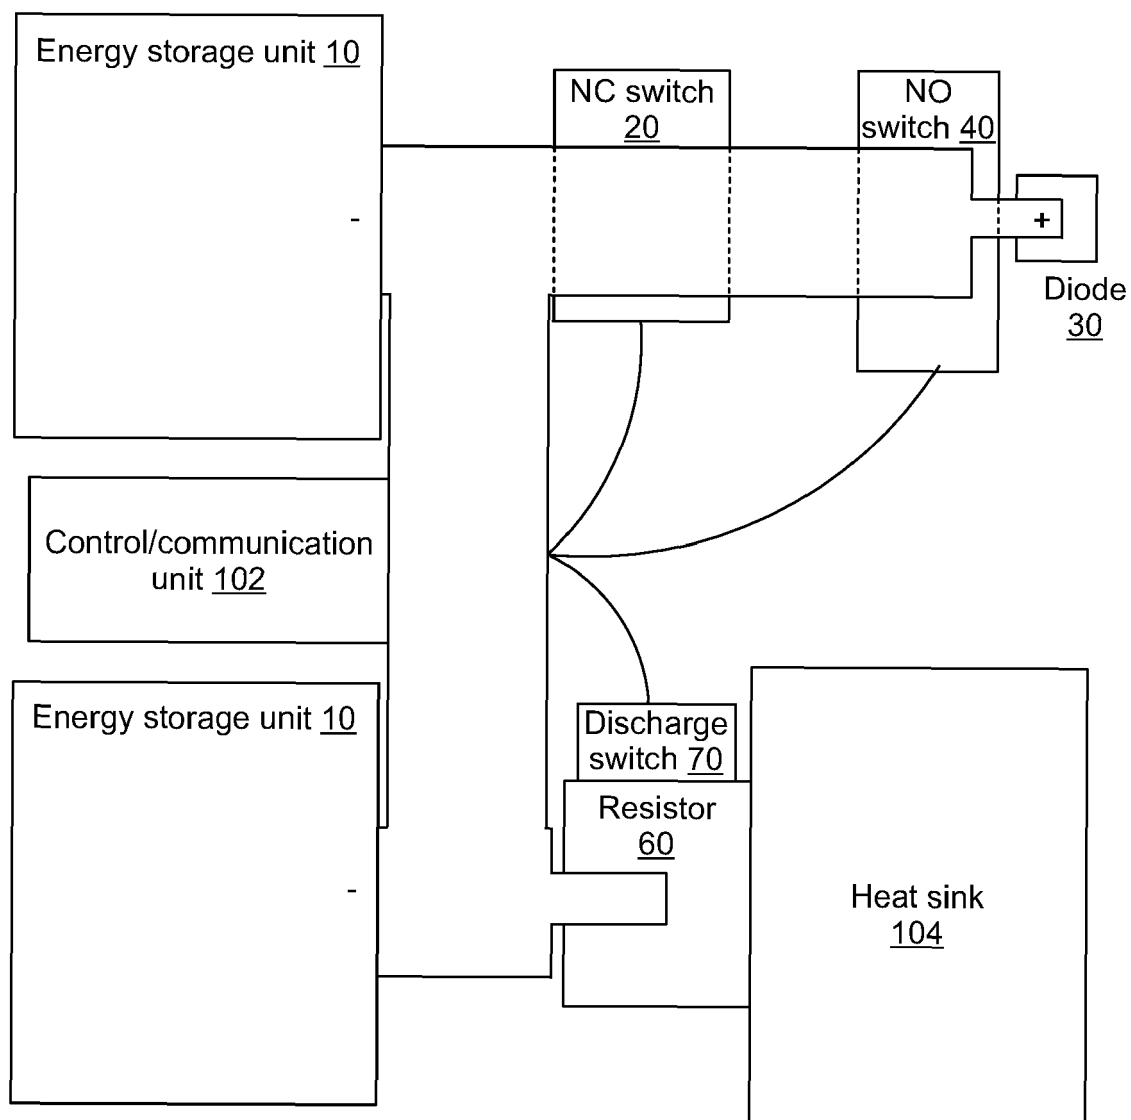 Energy storage unit 10
-
NC switch
20
NO
switch 40
+
Diode
30
Control/communication
unit 102
Energy storage unit 10
-
Discharge
switch 70
Resistor
60
Heat sink
104